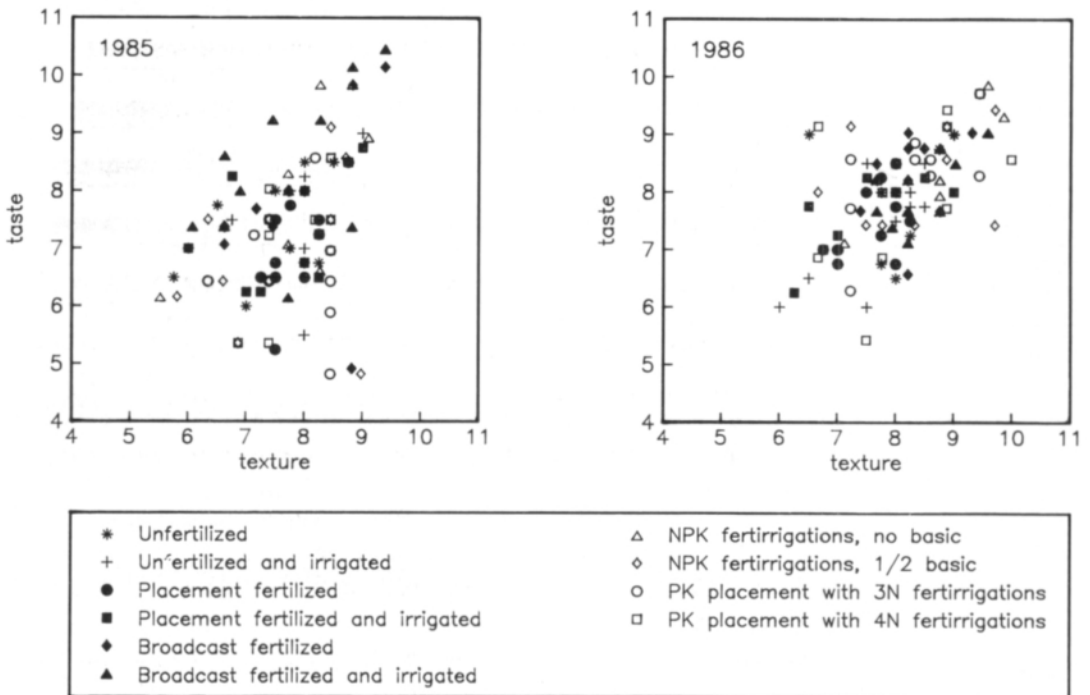 1985
taste
11
10
9
8
7
6
5
4
4 5 6 7 8 9 10 11
texture
1986
taste
11
10
9
8
7
6
5
4
4 5 6 7 8 9 10 11
texture
Unfertilized
Unfertilized and irrigated
Placement fertilized
Placement fertilized and irrigated
Broadcast fertilized
Broadcast fertilized and irrigated
NPK fertirrigations, no basic
NPK fertirrigations, 1/2 basic
PK placement with 3N fertirrigations
PK placement with 4N fertirrigations